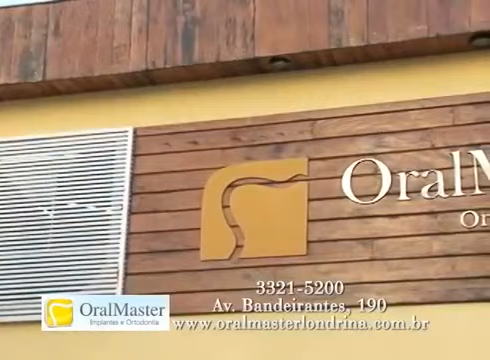 OralM
Or
3321-5200
Av. Bandeirantes, 190
www.oralmasterlondrina.com.br
OralMaster
Implantes e Ortodontia